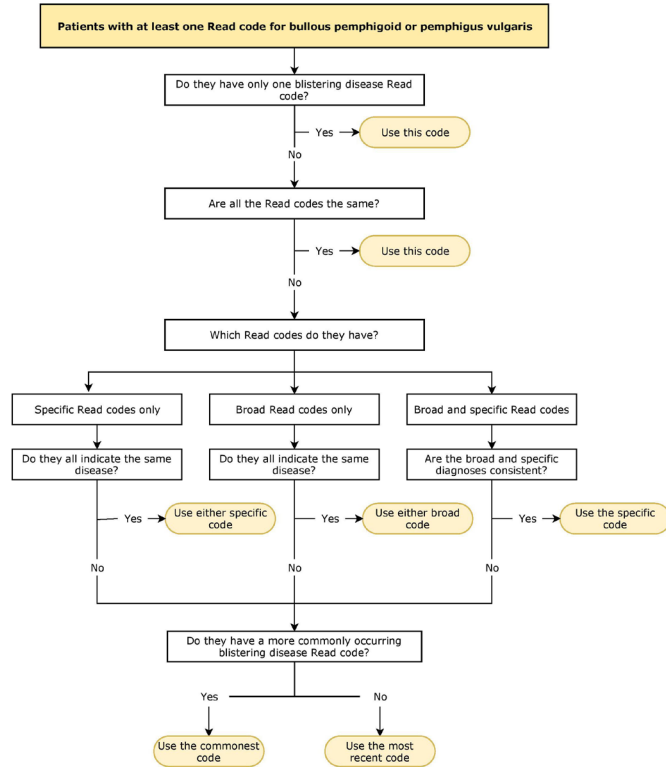 Patients with at least one Read code for bullous pemphigoid or pemphigus vulgaris
Do they have only one blistering disease Read
code?
Yes
Use this code
No
Are all the Read codes the same?
Yes
Use this code
No
Which Read codes do they have?
Specific Read codes only
Broad Read codes only
Broad and specific Read codes
Do they all indicate the same
disease?
Do they all indicate the same
disease?
Are the broad and specific
diagnoses consistent?
Yes
Use either specific
code
Yes
Use either broad
code
Yes
Use the specific
code
No
No
No
Do they have a more commonly occurring
blistering disease Read code?
Yes
No
Use the commonest
code
Use the most
recent code